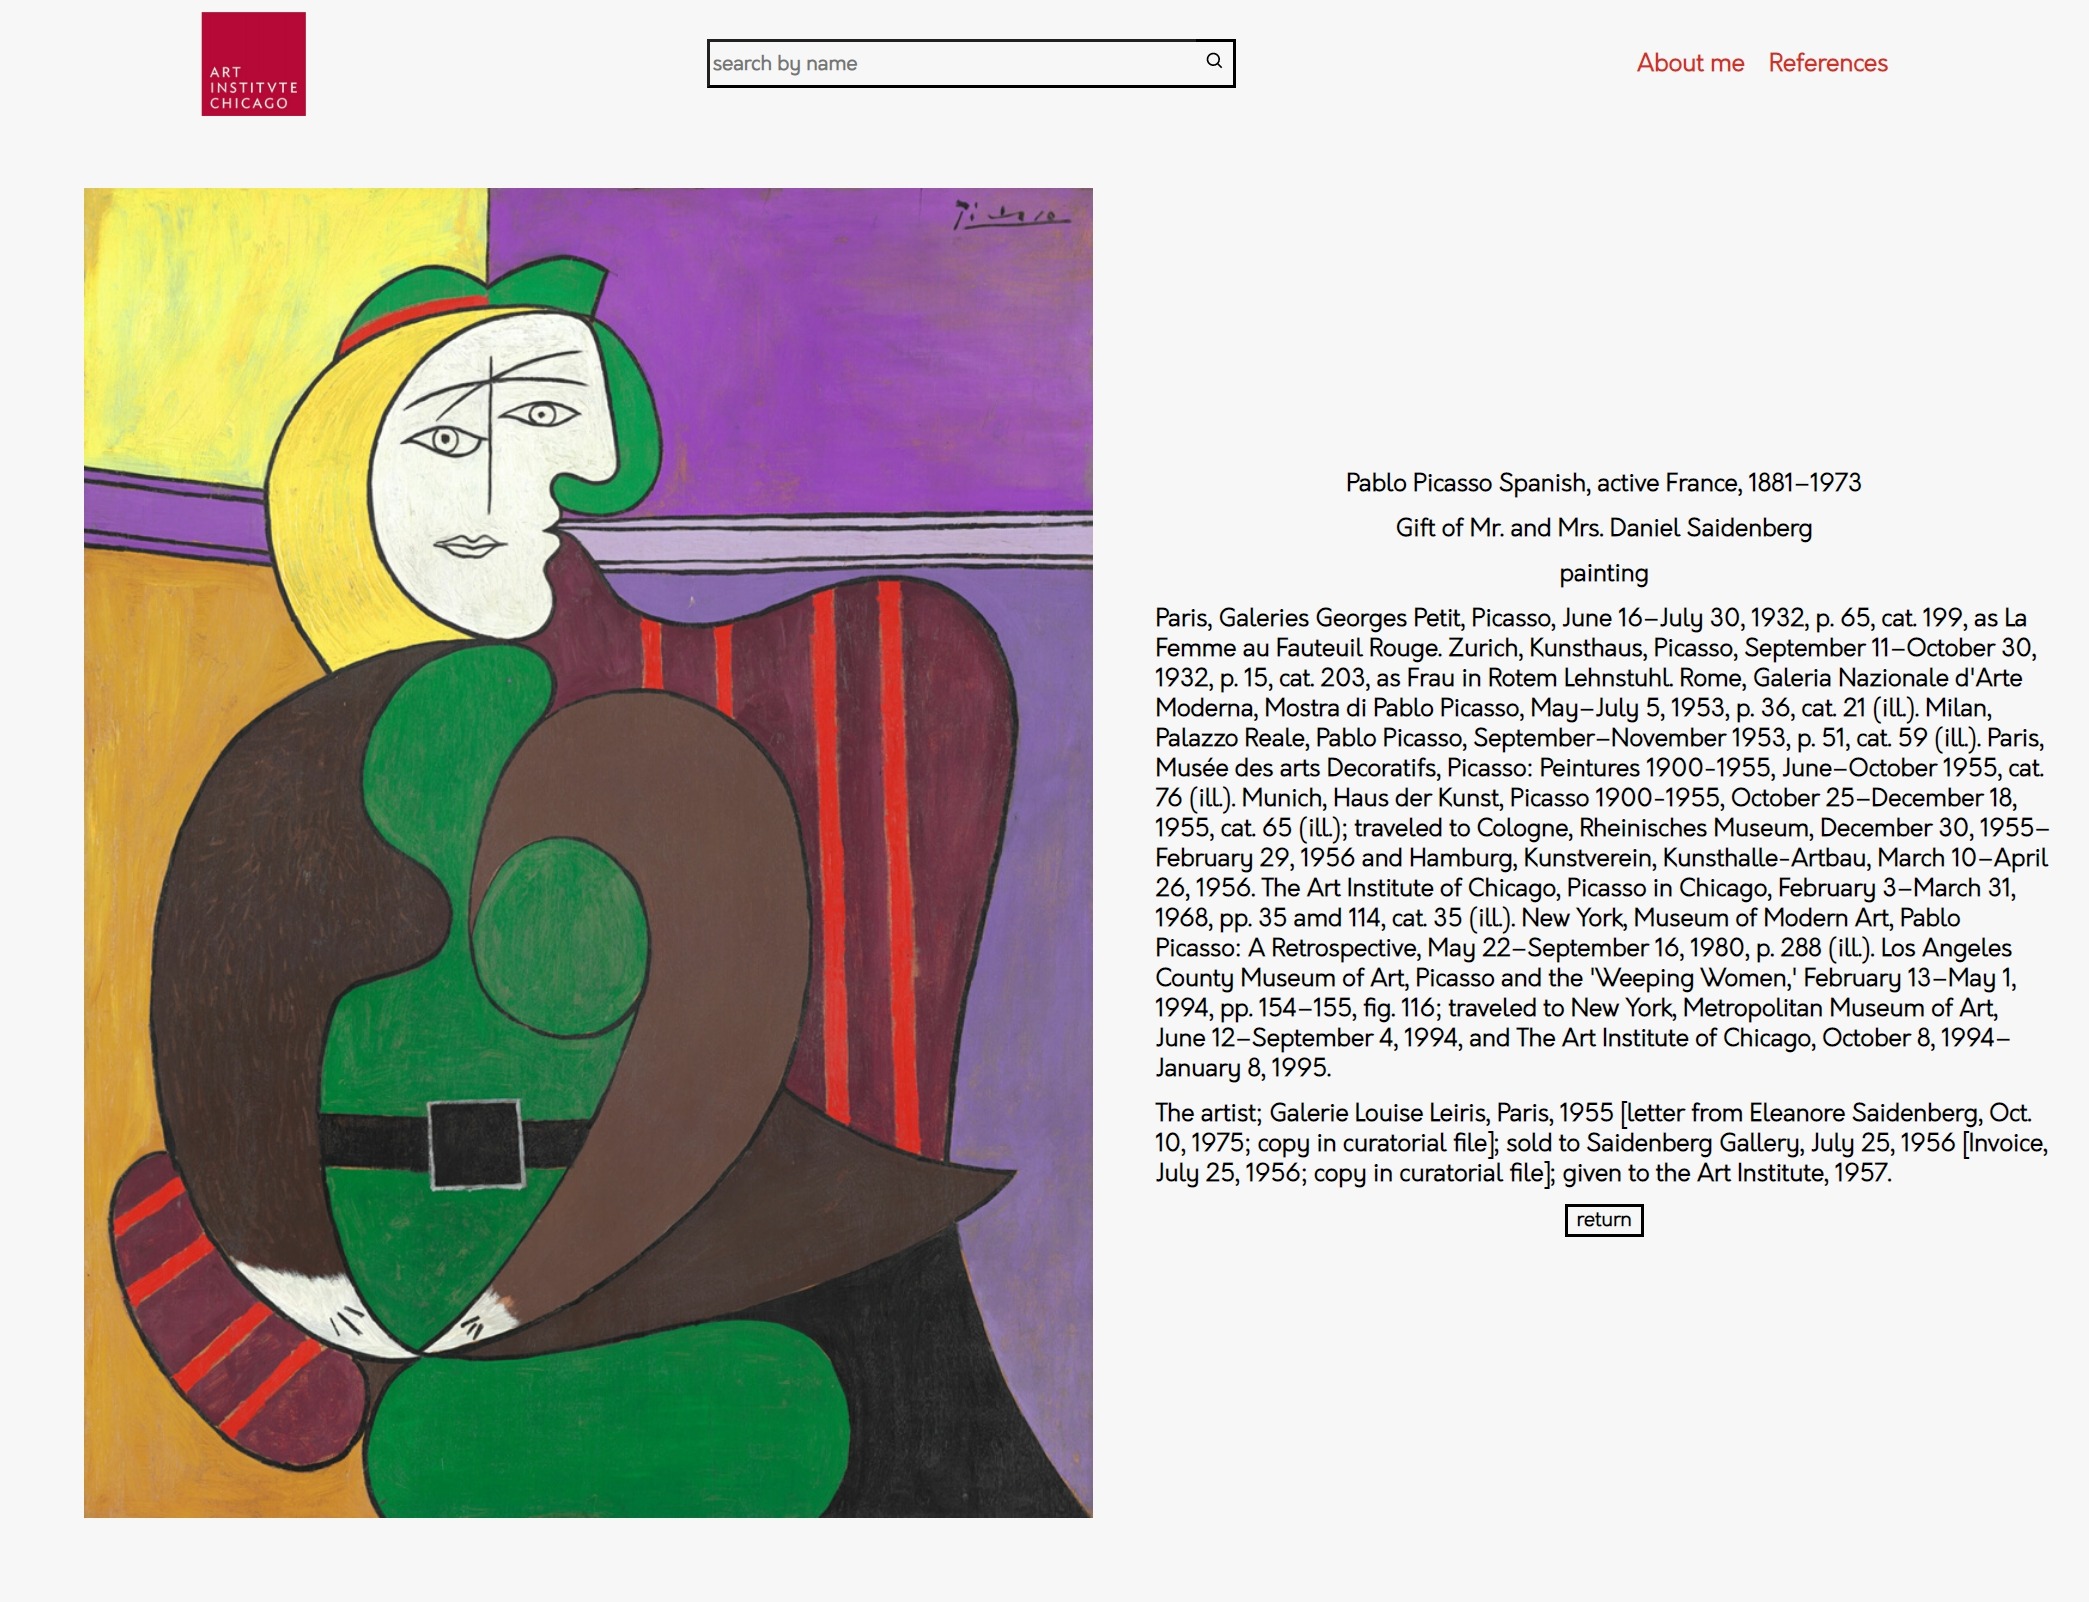 ART
INSTITVTE
CHICAGO
search by name
About me References
Picasso
Pablo Picasso Spanish, active France, 1881–1973
Gift of Mr. and Mrs. Daniel Saidenberg
painting
Paris, Galeries Georges Petit, Picasso, June 16–July 30, 1932, p. 65, cat. 199, as La
Femme au Fauteuil Rouge. Zurich, Kunsthaus, Picasso, September 11–October 30,
1932, p. 15, cat. 203, as Frau in Rotem Lehnstuhl. Rome, Galeria Nazionale d'Arte
Moderna, Mostra di Pablo Picasso, May–July 5, 1953, p. 36, cat. 21 (ill.). Milan,
Palazzo Reale, Pablo Picasso, September–November 1953, p. 51, cat. 59 (ill.). Paris,
Musée des arts Decoratifs, Picasso: Peintures 1900-1955, June–October 1955, cat.
76 (ill.). Munich, Haus der Kunst, Picasso 1900-1955, October 25–December 18,
1955, cat. 65 (ill.); traveled to Cologne, Rheinisches Museum, December 30, 1955–
February 29, 1956 and Hamburg, Kunstverein, Kunsthalle-Artbau, March 10–April
26, 1956. The Art Institute of Chicago, Picasso in Chicago, February 3–March 31,
1968, pp. 35 amd 114, cat. 35 (ill.). New York, Museum of Modern Art, Pablo
Picasso: A Retrospective, May 22–September 16, 1980, p. 288 (ill.). Los Angeles
County Museum of Art, Picasso and the 'Weeping Women,' February 13–May 1,
1994, pp. 154–155, fig. 116; traveled to New York, Metropolitan Museum of Art,
June 12–September 4, 1994, and The Art Institute of Chicago, October 8, 1994–
January 8, 1995.
The artist; Galerie Louise Leiris, Paris, 1955 [letter from Eleanore Saidenberg, Oct.
10, 1975; copy in curatorial file]; sold to Saidenberg Gallery, July 25, 1956 [Invoice,
July 25, 1956; copy in curatorial file]; given to the Art Institute, 1957.
return